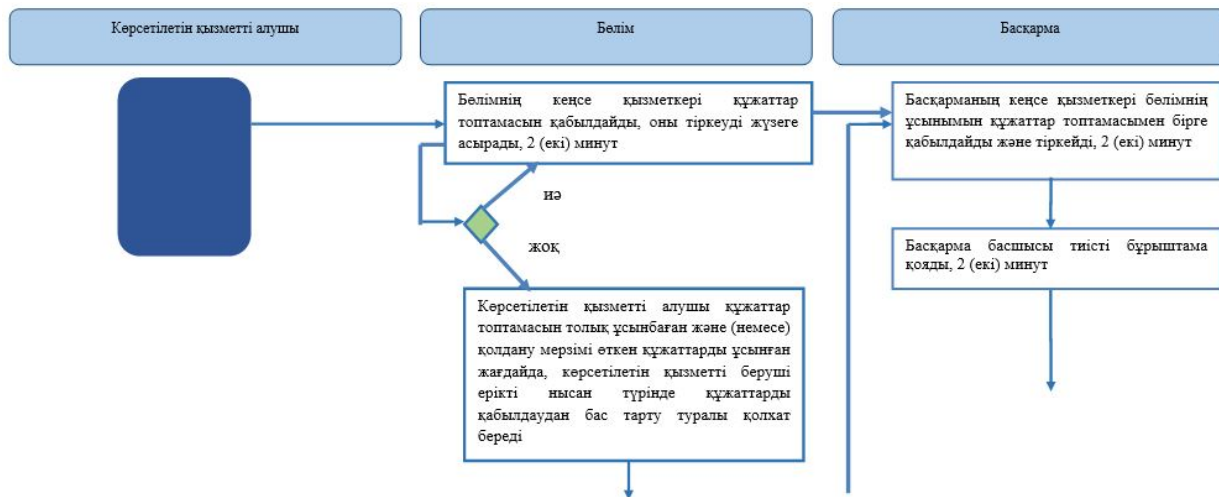 Көрсетілетін қызметті алушы
Бөлім
Басқарма
Бөлімнің кеңсе қызметкері құжаттар
топтамасын қабылдайды, оны тіркеуді жүзеге
асырады, 2 (екі) минут
Басқарманың кеңсе қызметкері бөлімнің
ұсынымын құжаттар топтамасымен бірге
қабылдайды және тіркейді, 2 (екі) минут
иә
жоқ
Басқарма басшысы тиісті бұрыштама
қояды, 2 (екі) минут
Көрсетілетін қызметті алушы құжаттар
топтамасын толық ұсынбаған және (немесе)
қолдану мерзімі өткен құжаттарды ұсынған
жағдайда, көрсетілетін қызметті беруші
ерікті нысан түрінде құжаттарды
қабылдаудан бас тарту туралы қолхат
береді